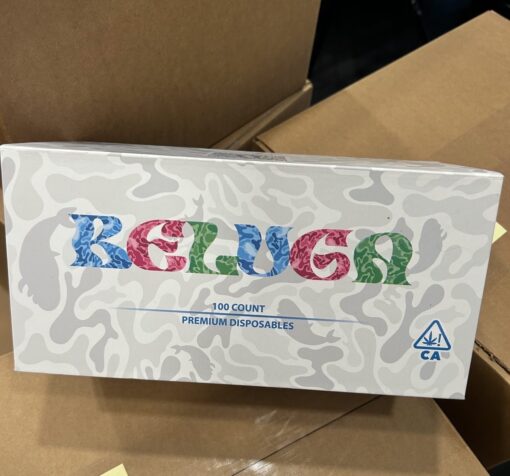 BELUGA
100 COUNT
PREMIUM DISPOSABLES
CA